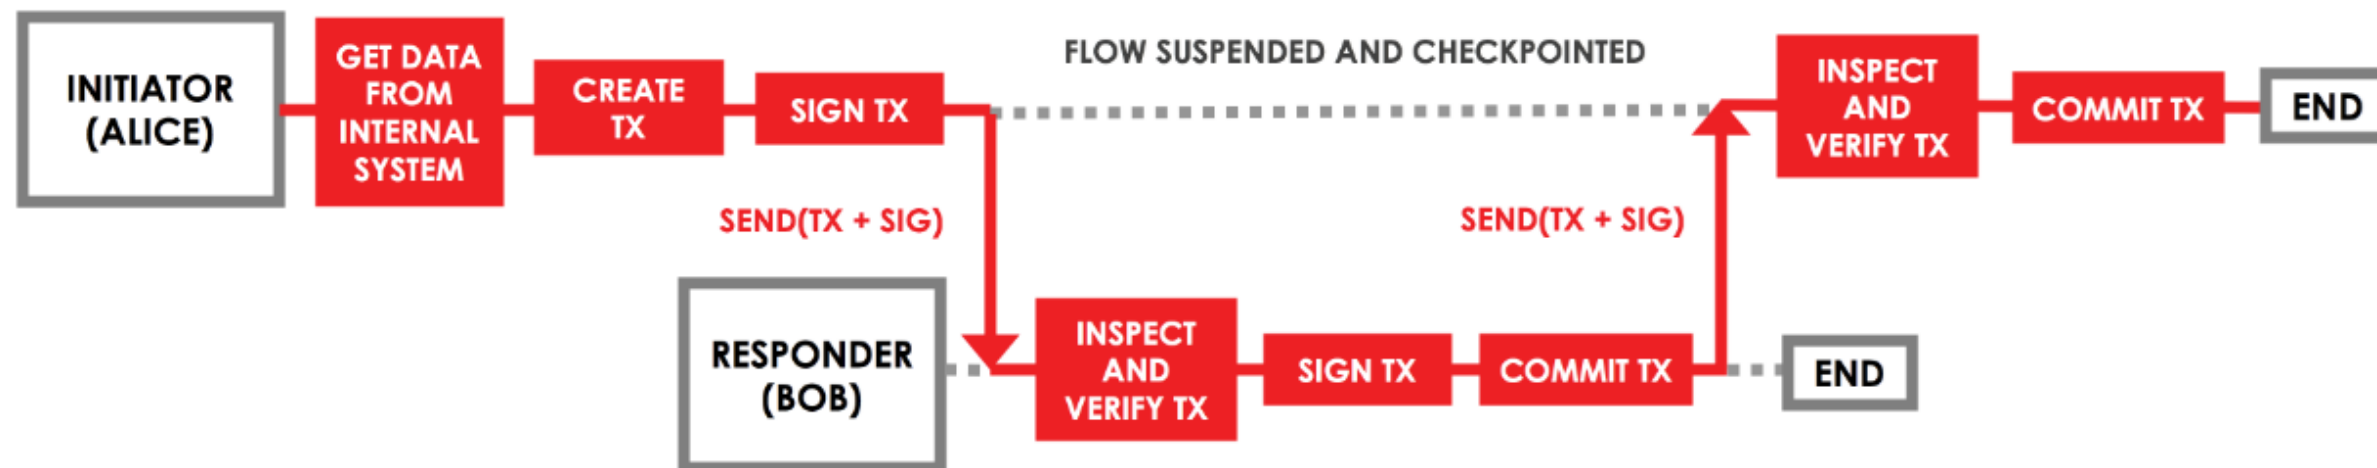 INITIATOR
(ALICE)
GET DATA
FROM
INTERNAL
SYSTEM
CREATE
TX
SIGN TX
FLOW SUSPENDED AND CHECKPOINTED
INSPECT
AND
VERIFY TX
COMMIT TX
END
SEND(TX + SIG)
SEND(TX + SIG)
RESPONDER
(BOB)
INSPECT
AND
VERIFY TX
SIGN TX
COMMIT TX
END